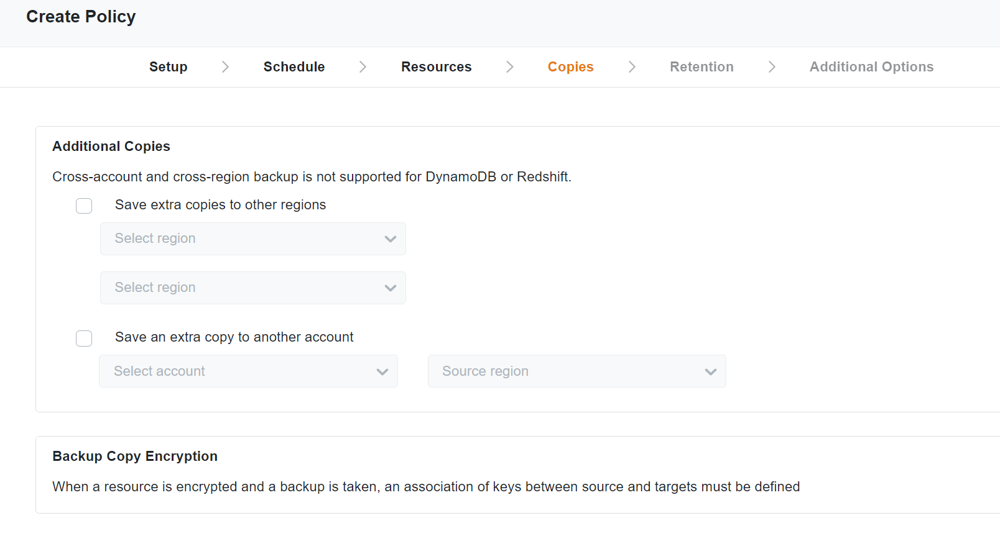 Create Policy
Setup Schedule Resources Copies Retention Additional Options
Additional Copies
Cross-account and cross-region backup is not supported for DynamoDB or Redshift.
Save extra copies to other regions
Select region
Select region
Save an extra copy to another account
Select account Source region
Backup Copy Encryption
When a resource is encrypted and a backup is taken, an association of keys between source and targets must be defined